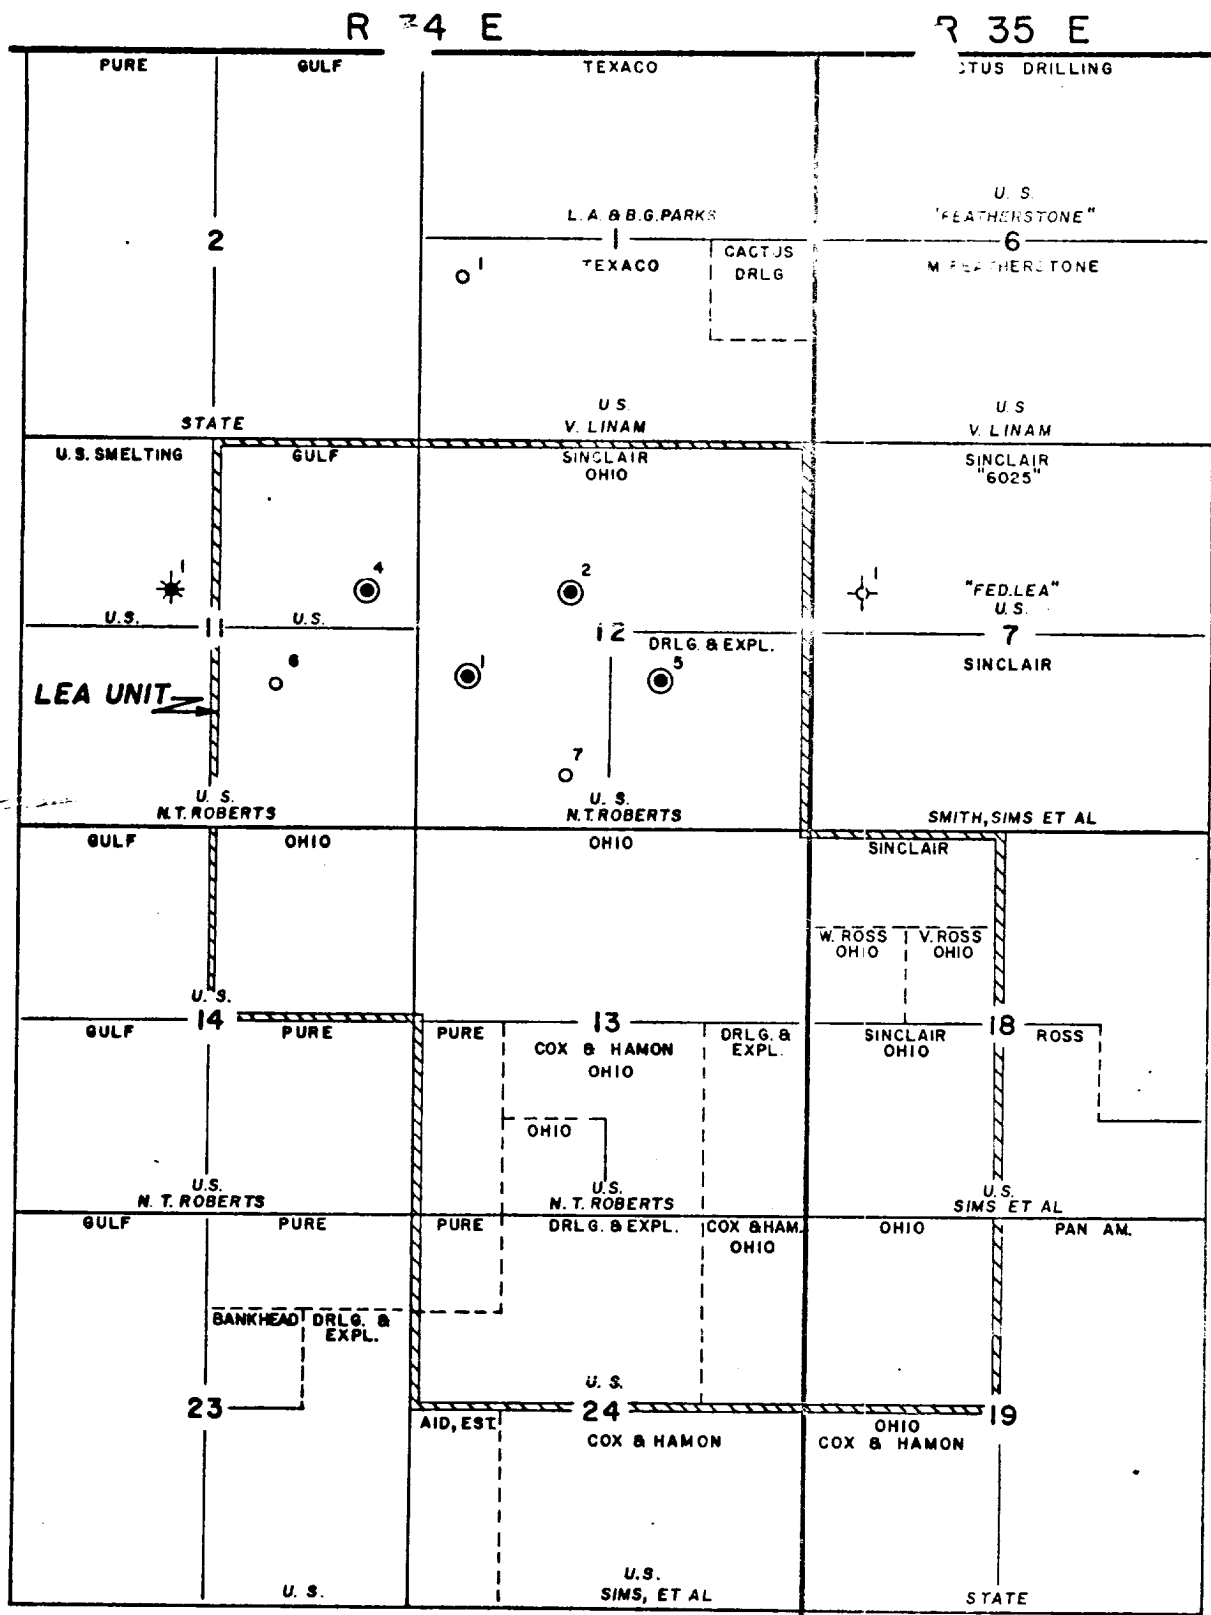 R 34 E
R 35 E
PURE
GULF
TEXACO
CTUS DRILLING
2
L. A. & B.G. PARKS
1
TEXACO
CACTUS
DRLG
1
U. S.
"FEATHERSTONE"
6
M FEATHERSTONE
STATE
U S.
V. LINAM
U.S
V. LINAM
U.S. SMELTING
GULF
SINCLAIR
OHIO
SINCLAIR
"6025"
1
4
2
1
"FED.LEA"
U.S.
U.S.
11
U.S.
12
DRLG. & EXPL.
7
SINCLAIR
6
1
5
LEA UNIT
7
U. S.
N.T. ROBERTS
U. S.
N.T. ROBERTS
SMITH, SIMS ET AL
GULF
OHIO
OHIO
SINCLAIR
W. ROSS
OHIO
V. ROSS
OHIO
U. S.
14
GULF
PURE
PURE
13
COX & HAMON
OHIO
DRLG. &
EXPL.
SINCLAIR
OHIO
18
ROSS
OHIO
U.S.
N. T. ROBERTS
U.S.
N. T. ROBERTS
U.S.
SIMS ET AL
GULF
PURE
PURE
DRLG. & EXPL.
COX & HAM.
OHIO
OHIO
PAN AM.
BANKHEAD
DRLG. &
EXPL.
23
U. S.
24
AID, EST.
COX & HAMON
19
OHIO
COX & HAMON
U. S.
U.S.
SIMS, ET AL
STATE